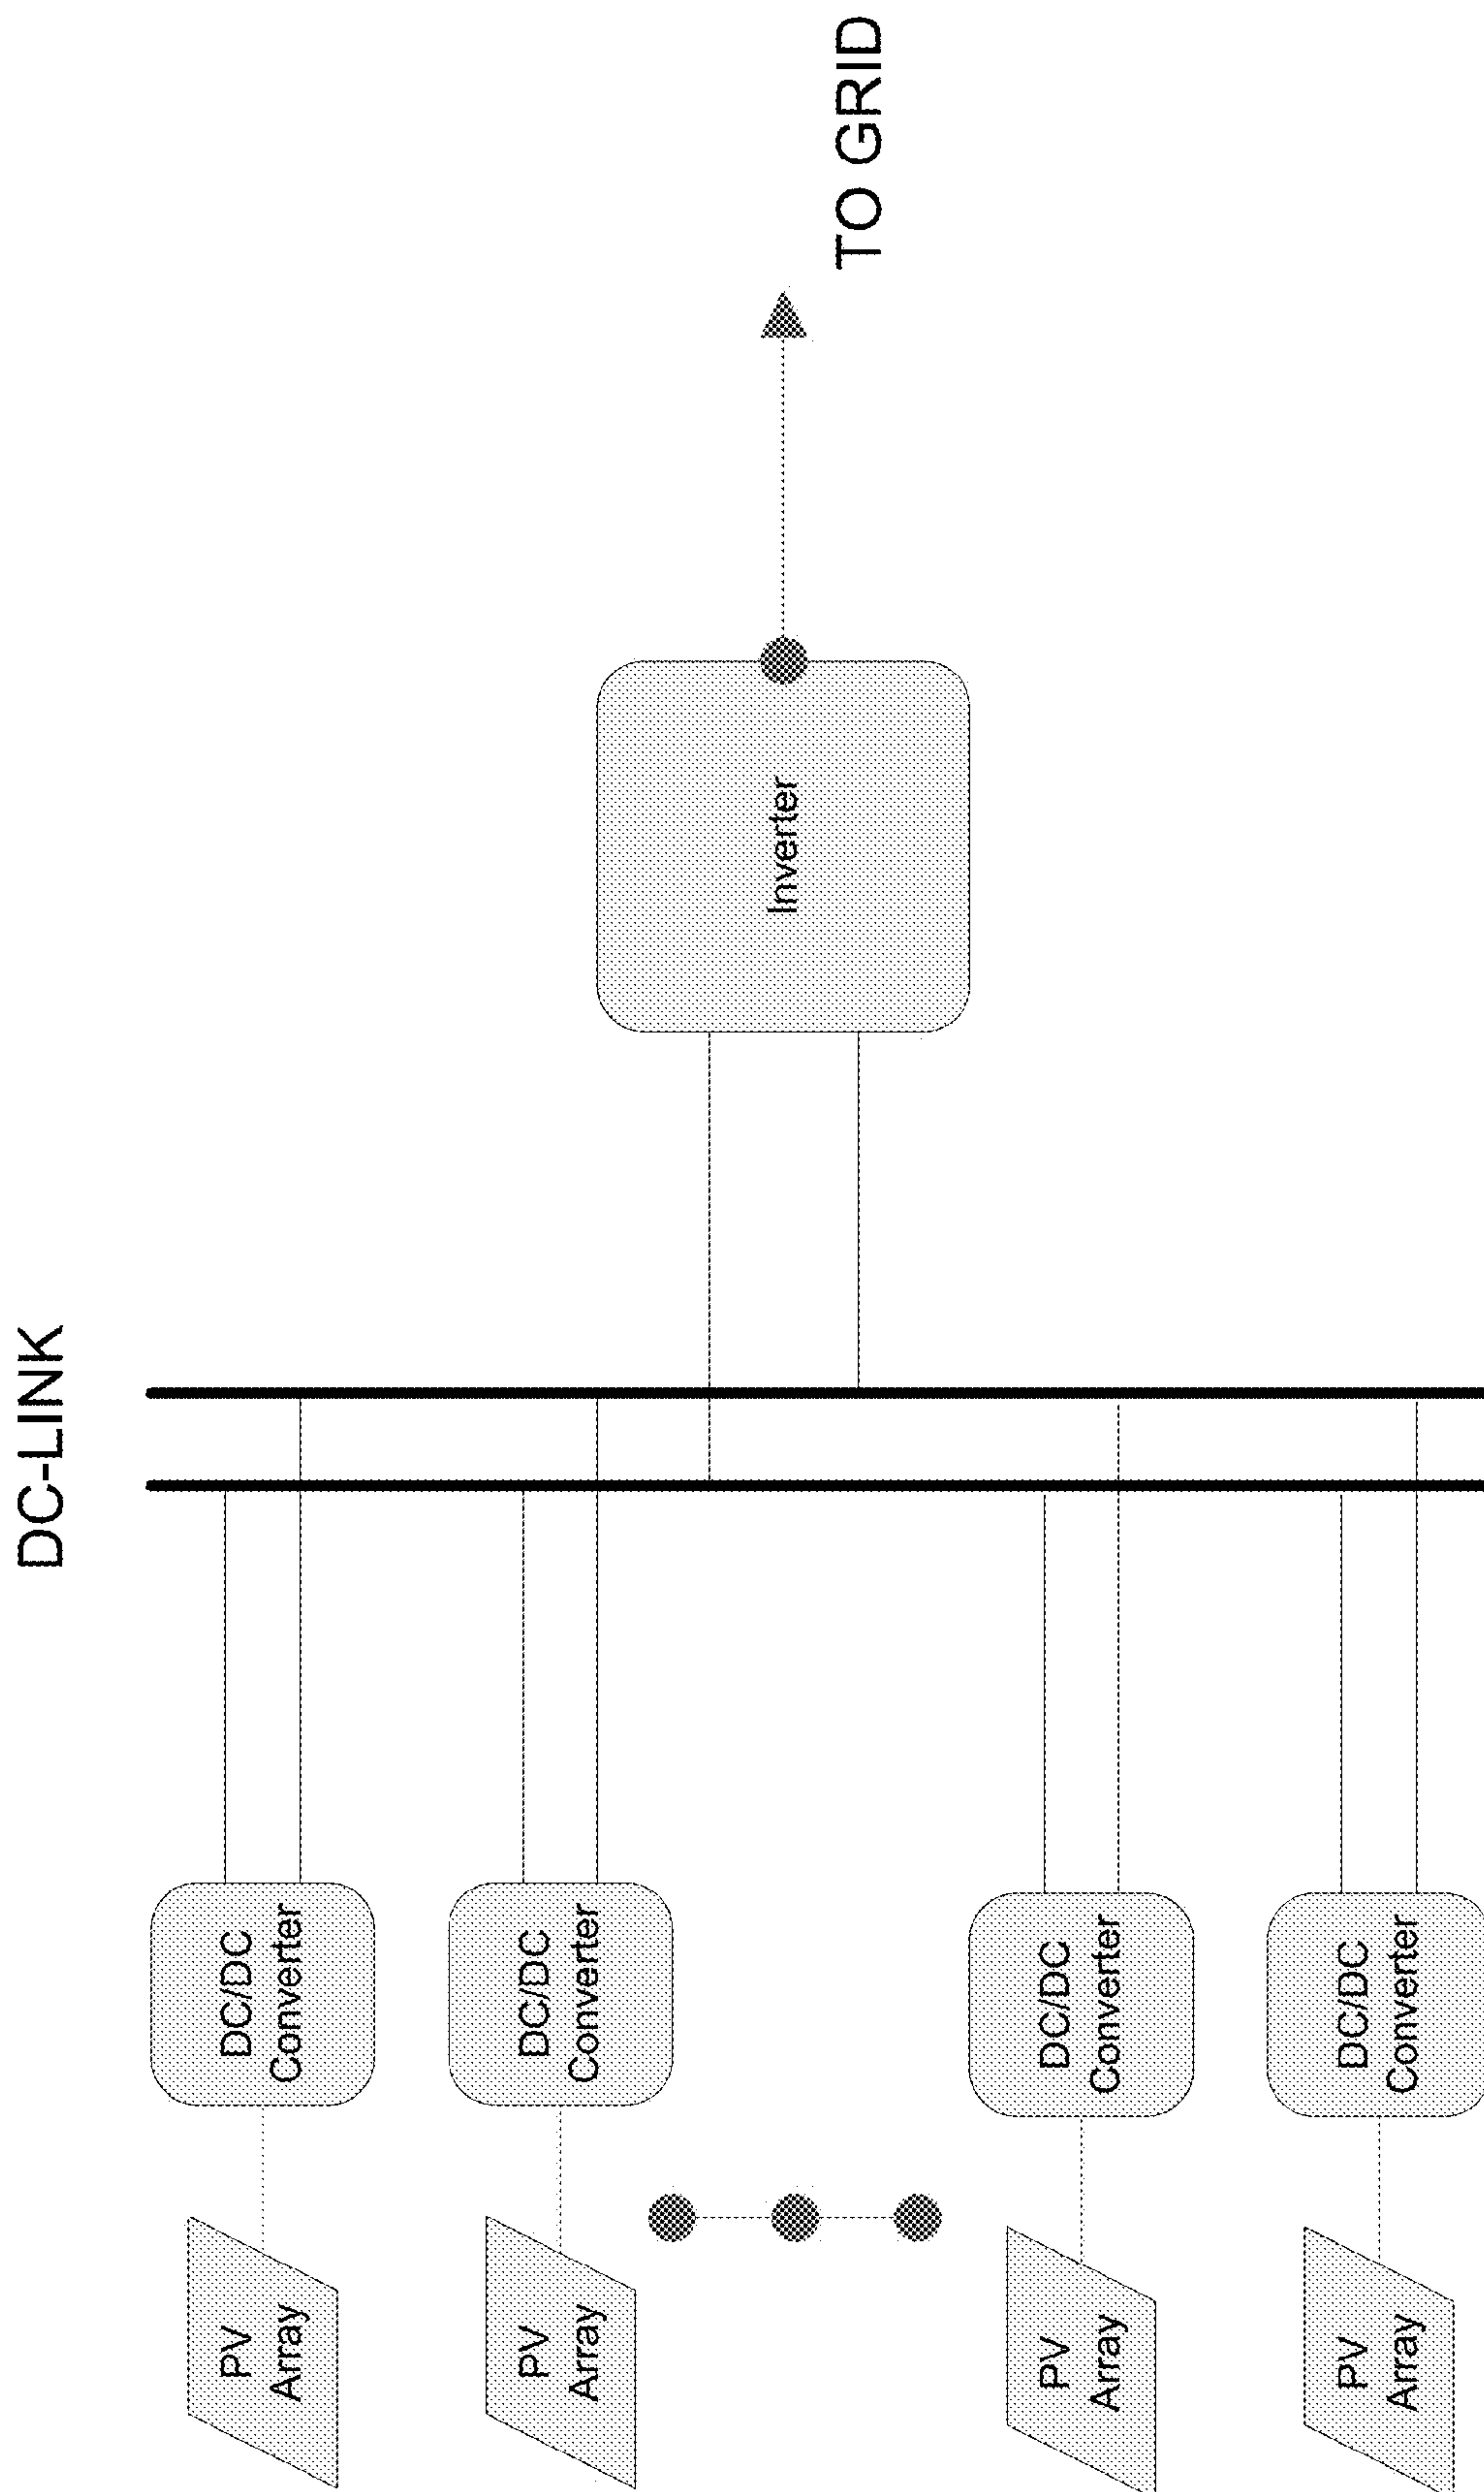 DC-LINK
PV
Array
DC/DC
Converter
PV
Array
DC/DC
Converter
Inverter
TO GRID
PV
Array
DC/DC
Converter
PV
Array
DC/DC
Converter